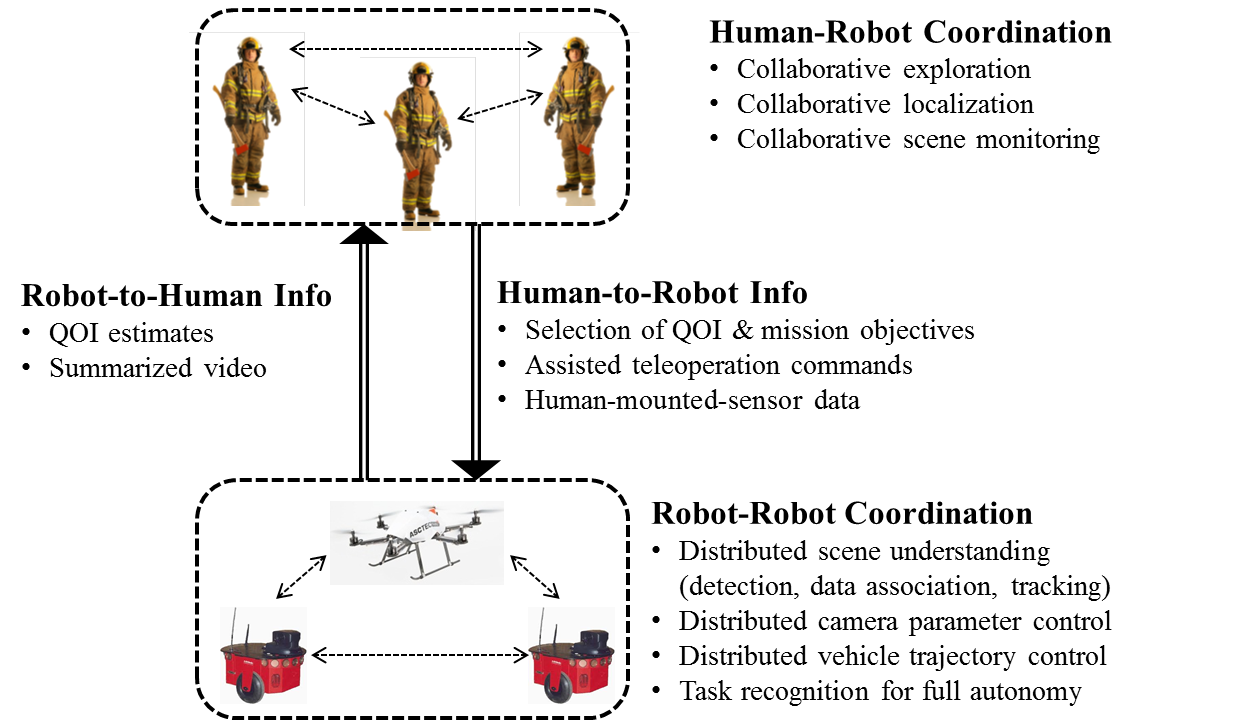 Human-Robot Coordination
• Collaborative exploration
• Collaborative localization
• Collaborative scene monitoring
Robot-to-Human Info
• QOI estimates
• Summarized video
Human-to-Robot Info
• Selection of QOI & mission objectives
• Assisted teleoperation commands
• Human-mounted-sensor data
ASCTEC
Robot-Robot Coordination
• Distributed scene understanding
(detection, data association, tracking)
• Distributed camera parameter control
• Distributed vehicle trajectory control
• Task recognition for full autonomy